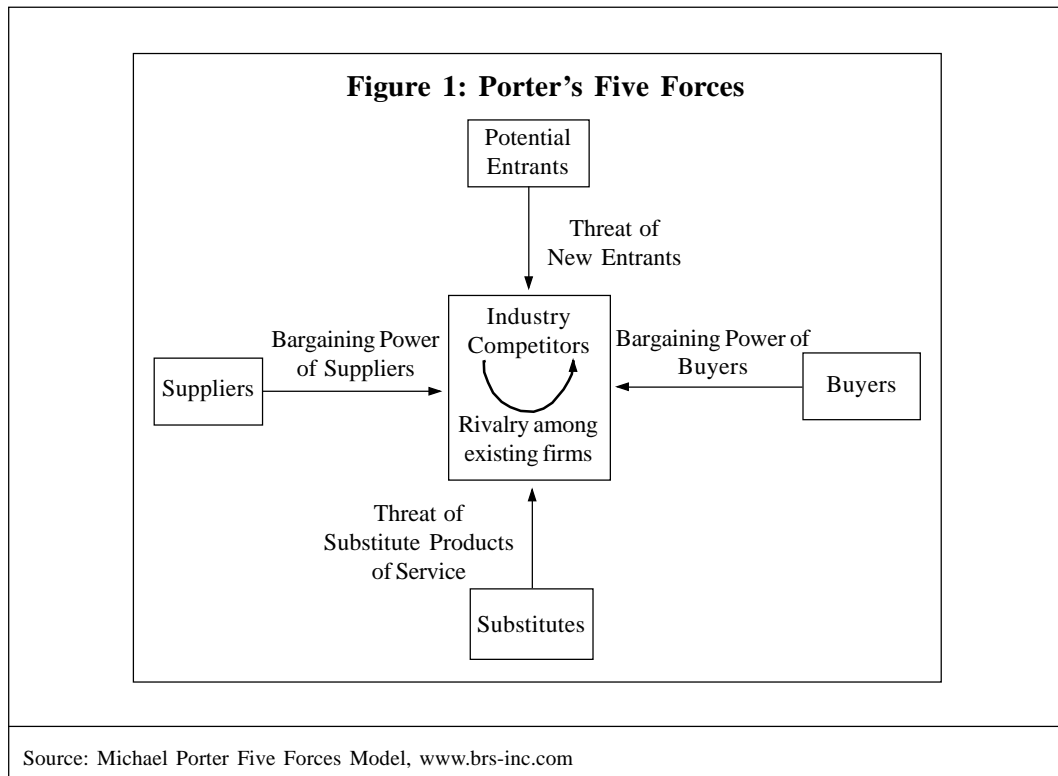 Figure 1: Porter's Five Forces
Potential
Entrants
Threat of
New Entrants
Industry
Competitors
Rivalry among
existing firms
Bargaining Power
of Suppliers
Suppliers
Bargaining Power of
Buyers
Buyers
Threat of
Substitute Products
of Service
Substitutes
Source: Michael Porter Five Forces Model, www.brs-inc.com